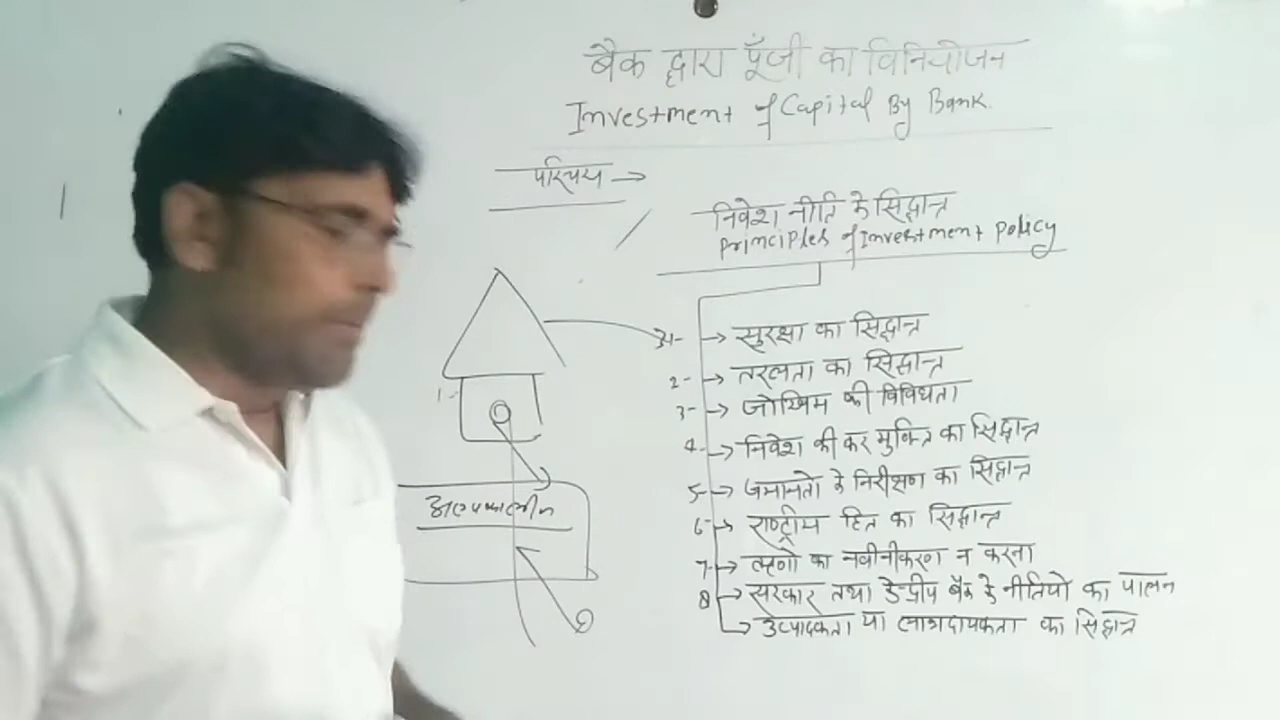 बैंक द्वारा पूँजी का विनियोजन
Investment of Capital By Bank.
परिचय →
निवेश नीति के सिद्धान्त
Principles of Investment Policy
1-
→ सुरक्षा का सिद्धान्त
2- → तरलता का सिद्धान्त
3- → जोखिम की विविधता
4- → निवेश की कर मुक्ति का सिद्धान्त
5- → जमानतो के निरीक्षण का सिद्धान्त
अल्पकालीन
6- → राष्ट्रीय हित का सिद्धान्त
7- → ऋणो का नवीनीकरण न करना
8 → सरकार तथा केन्द्रीय बैंक के नीतियो का पालन
→ उत्पादकता या लाभदायकता का सिद्धान्त